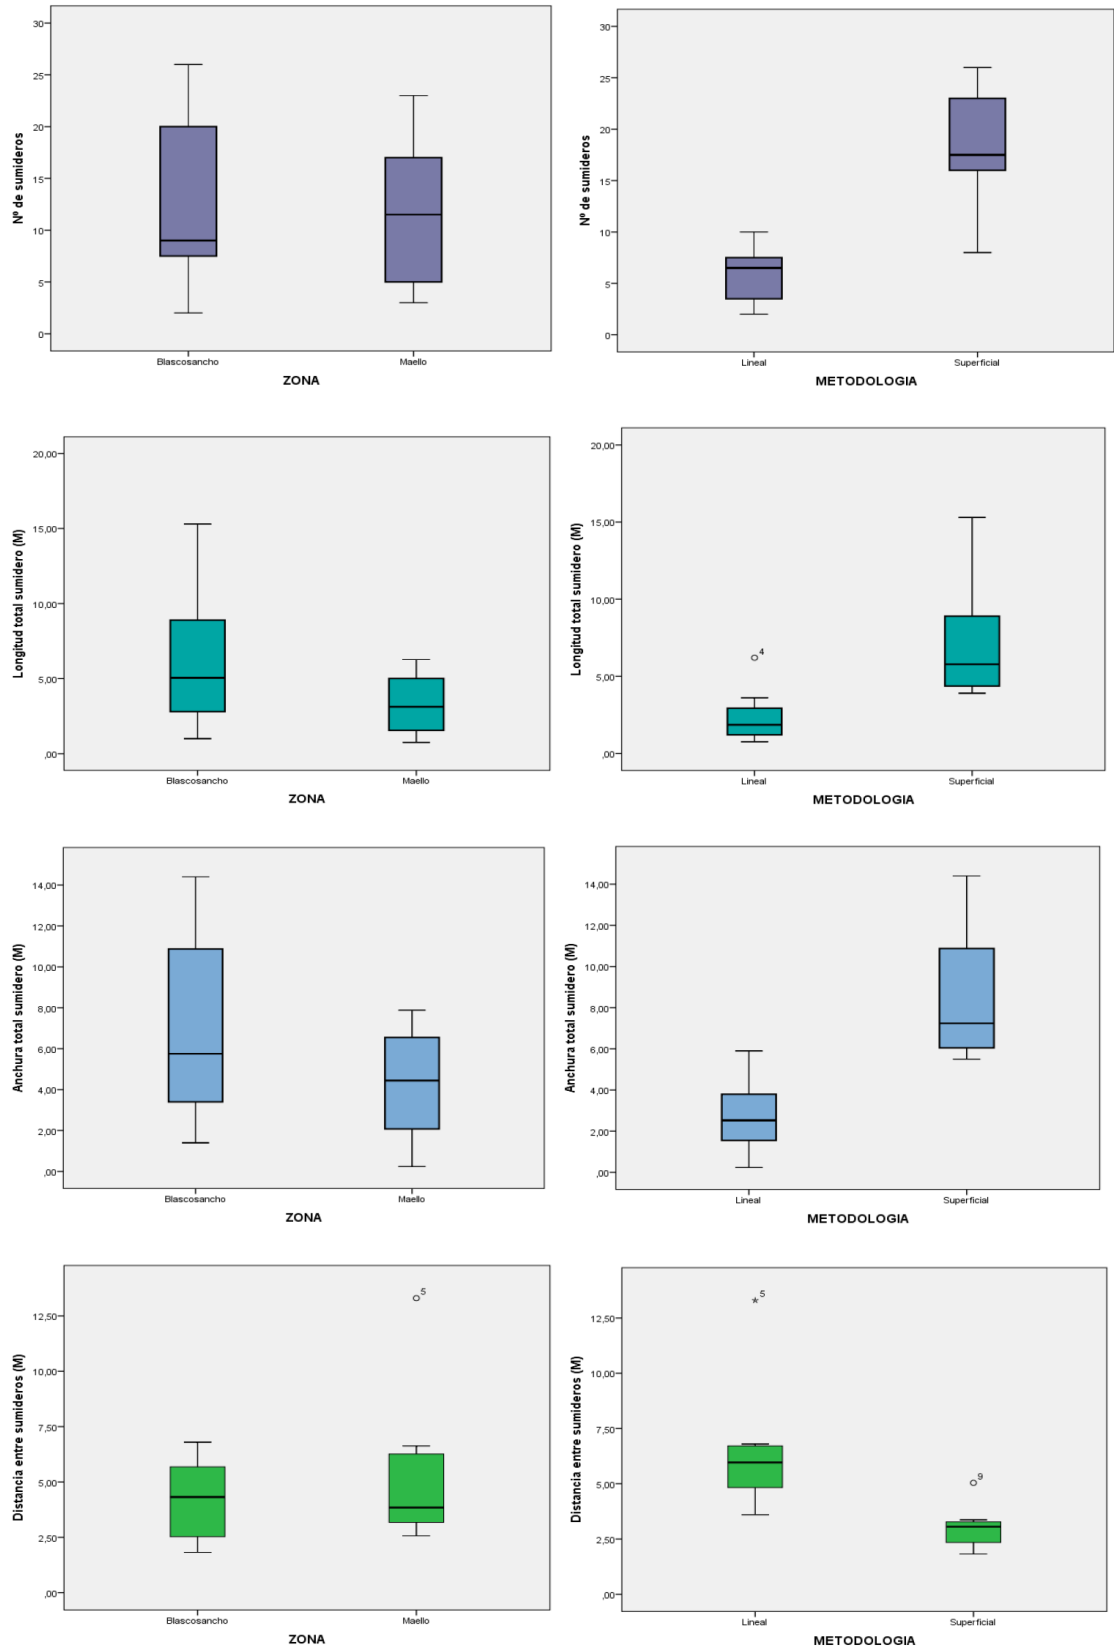 30
25
20
15
10
5
0
Nº de sumideros
Blascosancho Maello
ZONA
30
25
20
15
10
5
0
Nº de sumideros
Lineal Superficial
METODOLOGIA
20,00
15,00
10,00
5,00
,00
Longitud total sumidero (M)
Blascosancho Maello
ZONA
20,00
15,00
10,00
5,00
,00
Longitud total sumidero (M)
4
Lineal Superficial
METODOLOGIA
14,00
12,00
10,00
8,00
6,00
4,00
2,00
,00
Anchura total sumidero (M)
Blascosancho Maello
ZONA
14,00
12,00
10,00
8,00
6,00
4,00
2,00
,00
Anchura total sumidero (M)
Lineal Superficial
METODOLOGIA
12,50
10,00
7,50
5,00
2,50
,00
Distancia entre sumideros (M)
5
Blascosancho Maello
ZONA
12,50
10,00
7,50
5,00
2,50
,00
Distancia entre sumideros (M)
5
9
Lineal Superficial
METODOLOGIA